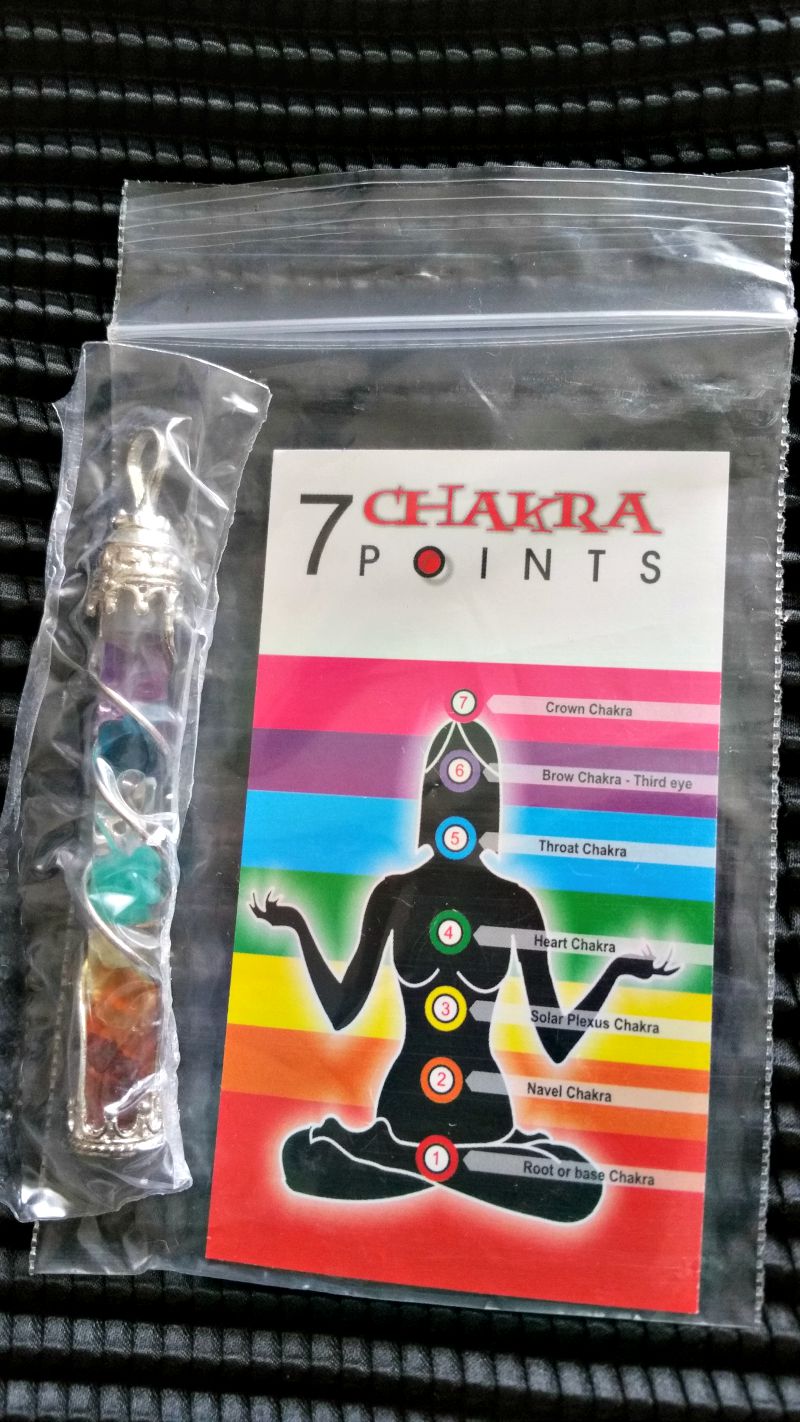 7 CHAKRA
POINTS
7 Crown Chakra
6 Brow Chakra - Third eye
5 Throat Chakra
4 Heart Chakra
3 Solar Plexus Chakra
2 Navel Chakra
1 Root or base Chakra